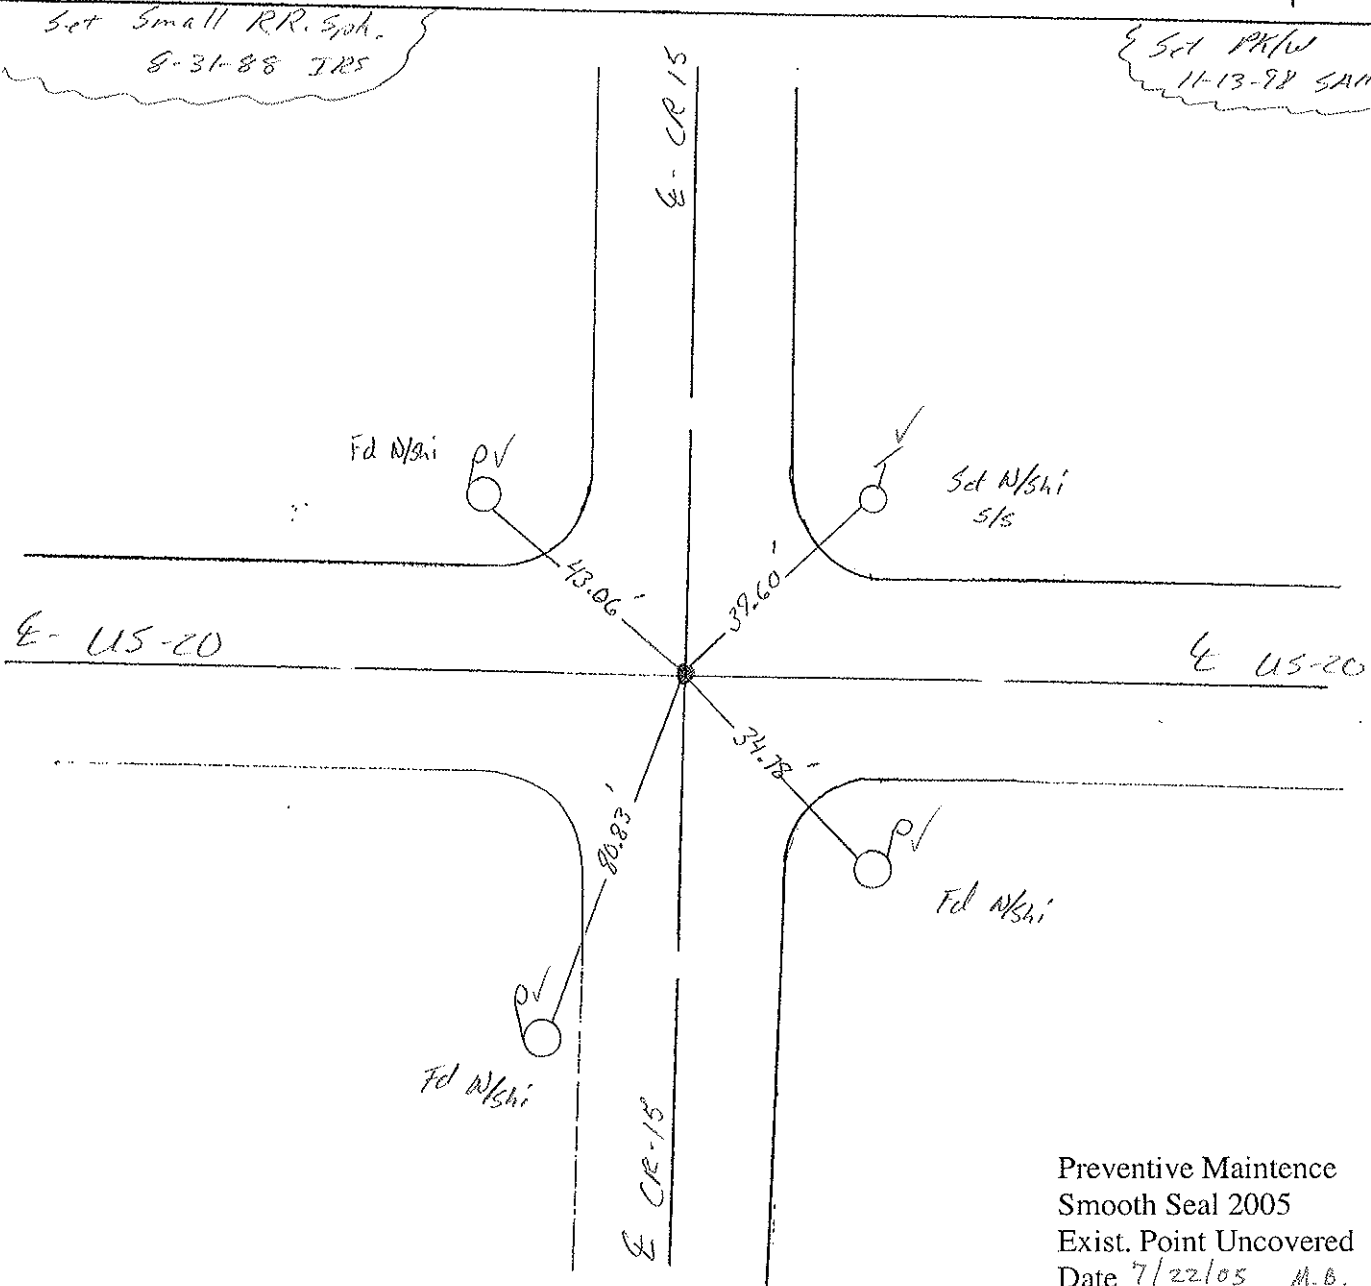 Set Small RR. Spk.
8-31-88 JRS
Set PK/W
11-13-98 SAM
℄ - CR 15
Fd N/shi
Set N/shi
S/S
43.06'
39.60'
℄ - US-20
℄ US-20
34.78'
80.83'
Fd N/shi
Fd N/shi
℄ CR-15
Preventive Maintence
Smooth Seal 2005
Exist. Point Uncovered
Date 7/22/05 M.B.